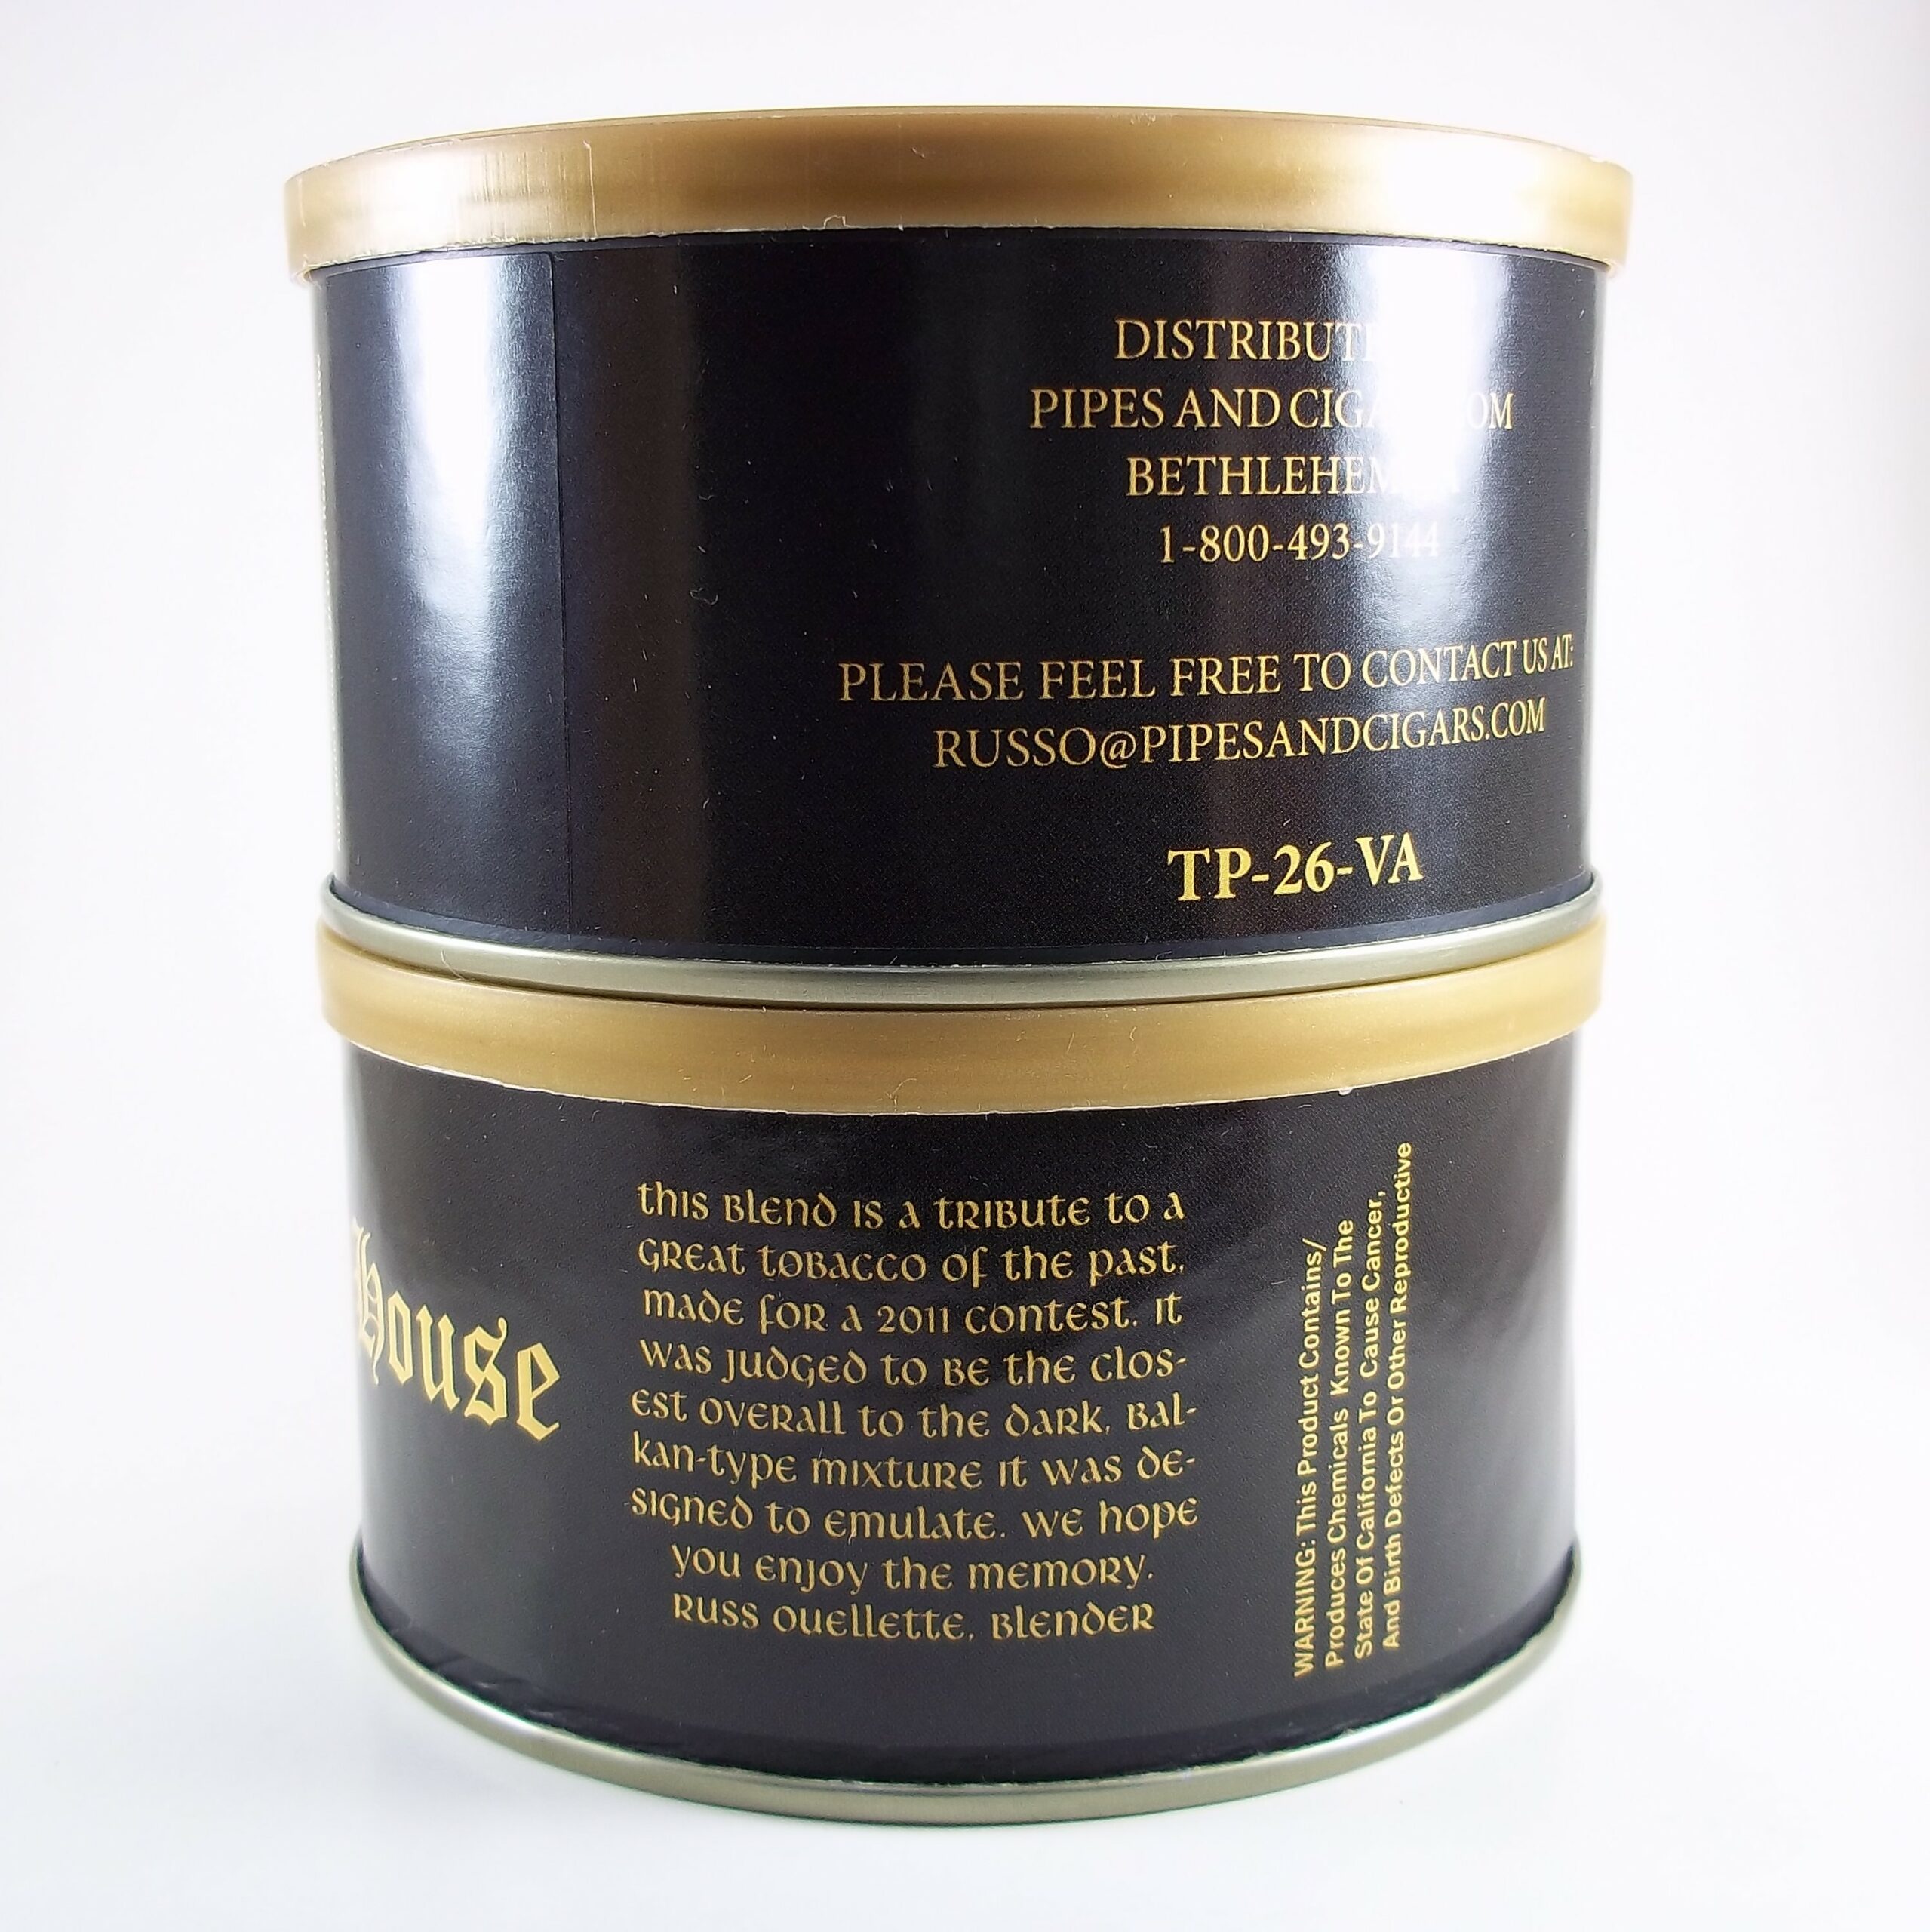 PIPES AND
1-800-493-9144
PLEASE FEEL FREE TO CONTACT US AT:
RUSSO@PIPESANDCIGARS.COM
TP-26-VA
House
this Blend is a tribute to a
great tobacco of the past,
made for a 2011 contest. It
was judged to be the clos-
est overall to the dark, Bal-
kan-type mixture it was de-
signed to emulate. we hope
you enjoy the memory.
Russ Ouellette, Blender
WARNING: This Product Contains/
Produces Chemicals Known To The
State Of California To Cause Cancer,
And Birth Defects Or Other Reproductive